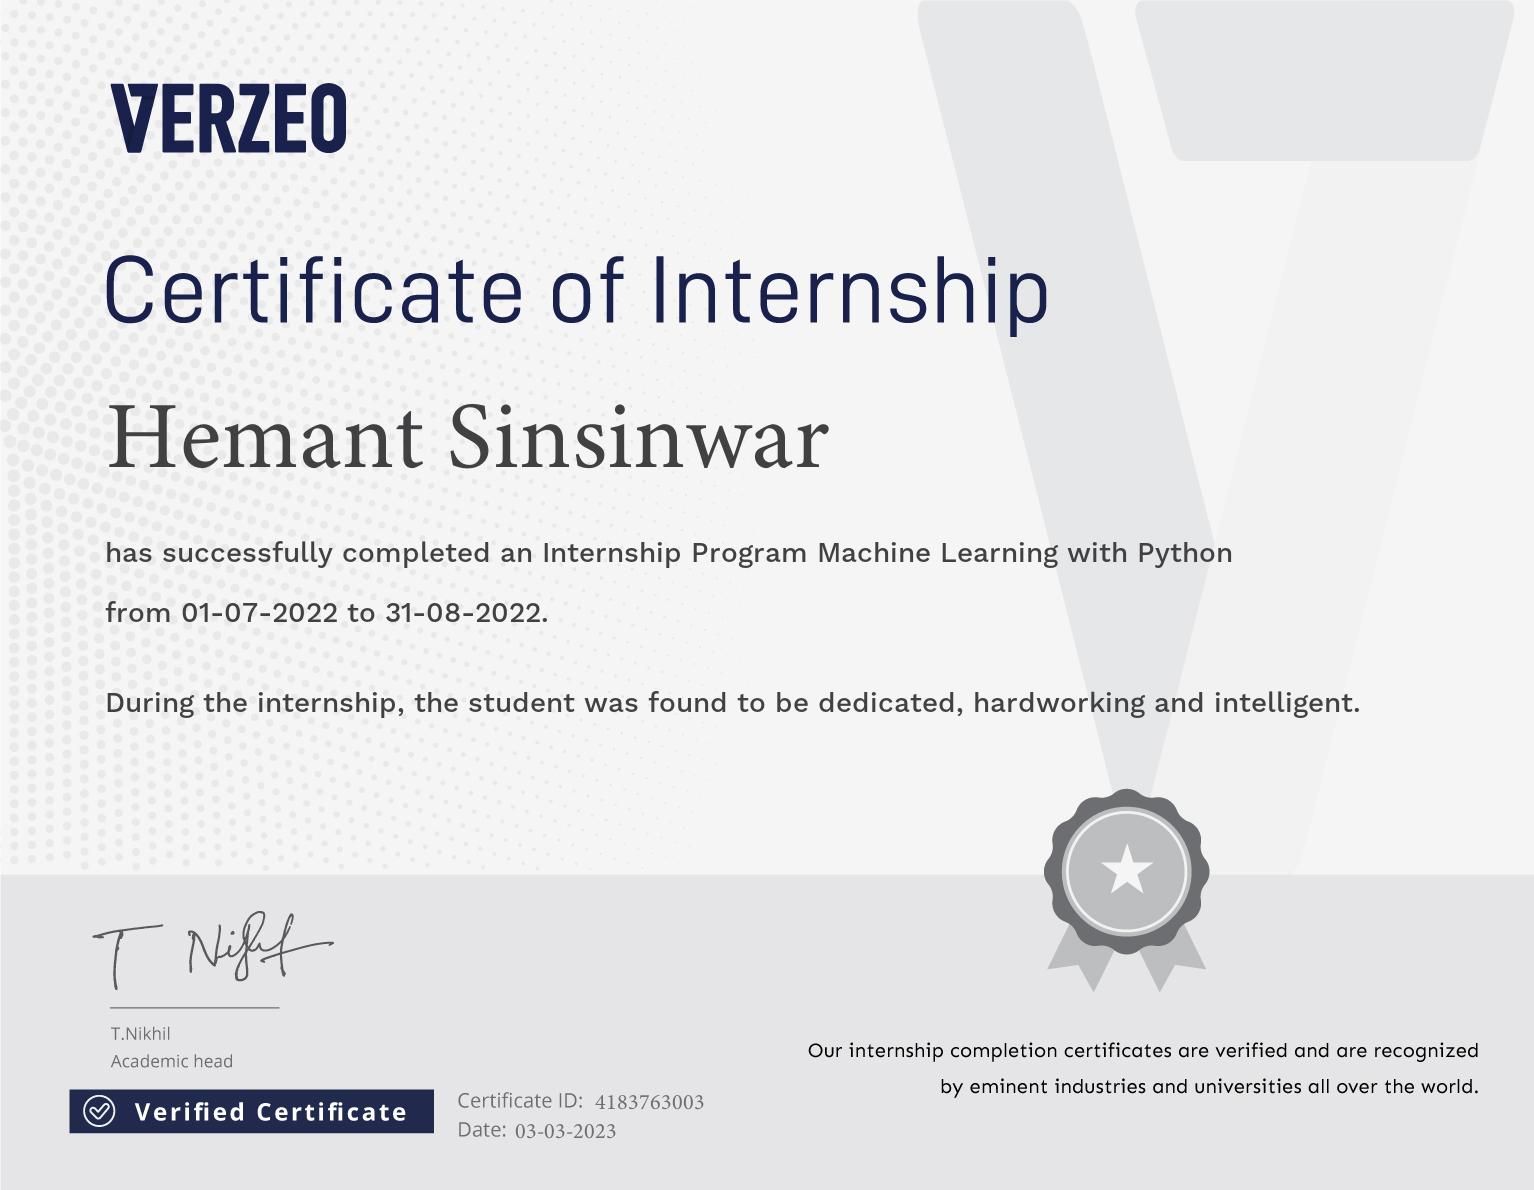 VERZEO
Certificate of Internship
Hemant Sinsinwar
has successfully completed an Internship Program Machine Learning with Python
from 01-07-2022 to 31-08-2022.
During the internship, the student was found to be dedicated, hardworking and intelligent.
T Nikhil
T.Nikhil
Academic head
Verified Certificate
Certificate ID: 4183763003
Date: 03-03-2023
Our internship completion certificates are verified and are recognized
by eminent industries and universities all over the world.